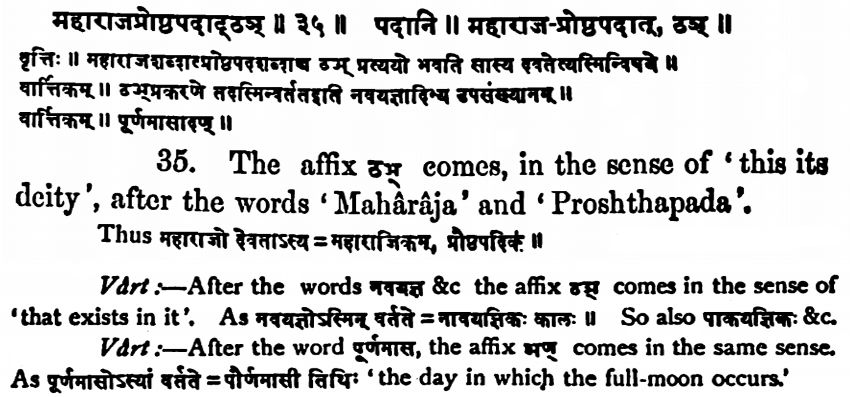 महाराजप्रोष्ठपदाद्ठञ् ॥ ३५ ॥ पदानि ॥ महाराज-प्रोष्ठपदात्, ठञ् ॥
वृत्तिः ॥ महाराजशब्दात्प्रोष्ठपदशब्दाच्च ठञ् प्रत्ययो भवति सास्य देवतेत्यस्मिन्विषये ॥
वार्त्तिकम् ॥ ठञ्प्रकरणे तदस्मिन्वर्ततइति नवयज्ञादिभ्य उपसंख्यानम् ॥
वार्त्तिकम् ॥ पूर्णमासादण् ॥
35. The affix ठञ् comes, in the sense of ‘this its
deity’, after the words ‘Mahârâja’ and ‘Proshthapada’.
Thus महाराजो देवताऽस्य = महाराजिकम्, प्रौष्ठपदिकं ॥
Vârt :—After the words नवयज्ञ &c the affix ठञ् comes in the sense of
‘that exists in it’. As नवयज्ञोऽस्मिन् वर्तते = नावयज्ञिकः कालः ॥ So also पाकयज्ञिकः &c.
Vârt :—After the word पूर्णमास, the affix अण् comes in the same sense.
As पूर्णमासोऽस्यां वर्तते = पौर्णमासी तिथिः ‘the day in which the full-moon occurs.’